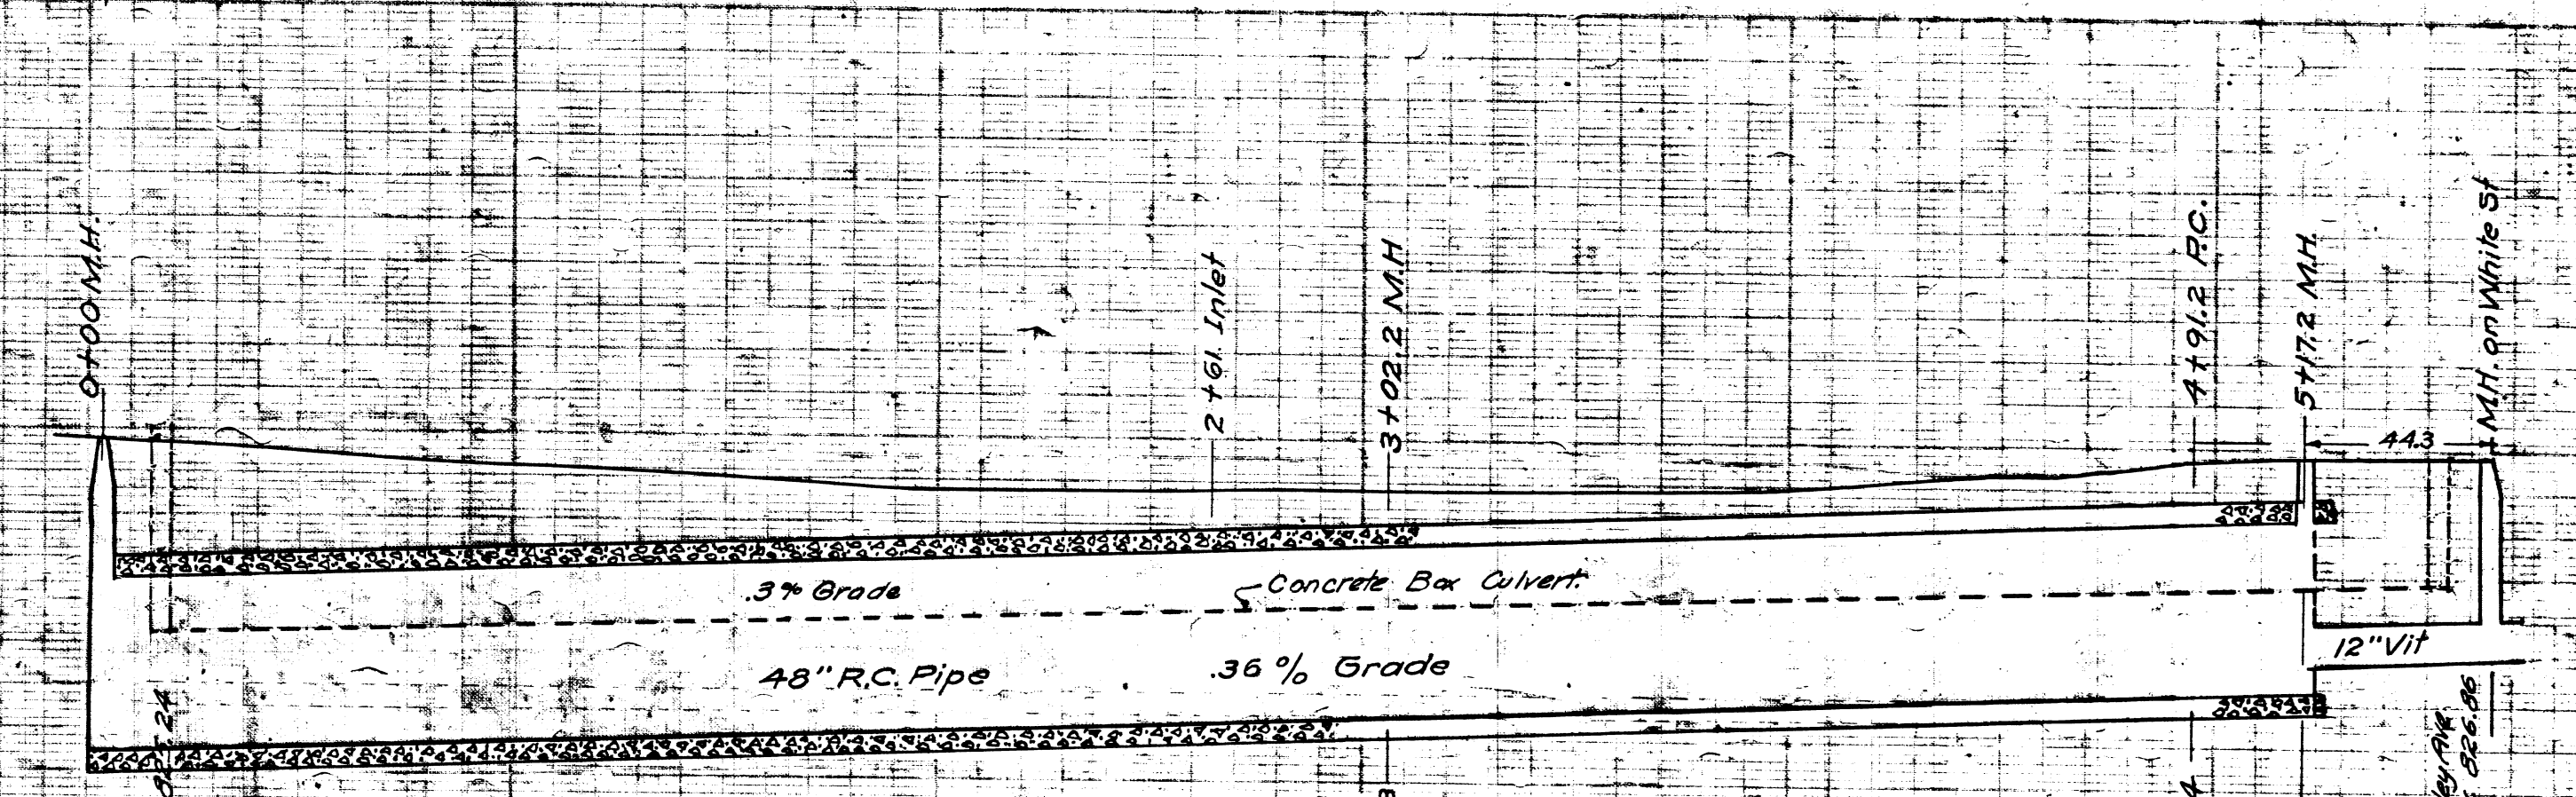 0+00 M.H.
2+61. Inlet
3+02.2 M.H
4+91.2 P.C.
5+17.2 M.H.
44.3
M.H. on White St
.3% Grade
Concrete Box Culvert.
48" R.C. Pipe
.36 % Grade
12" Vit
826.86